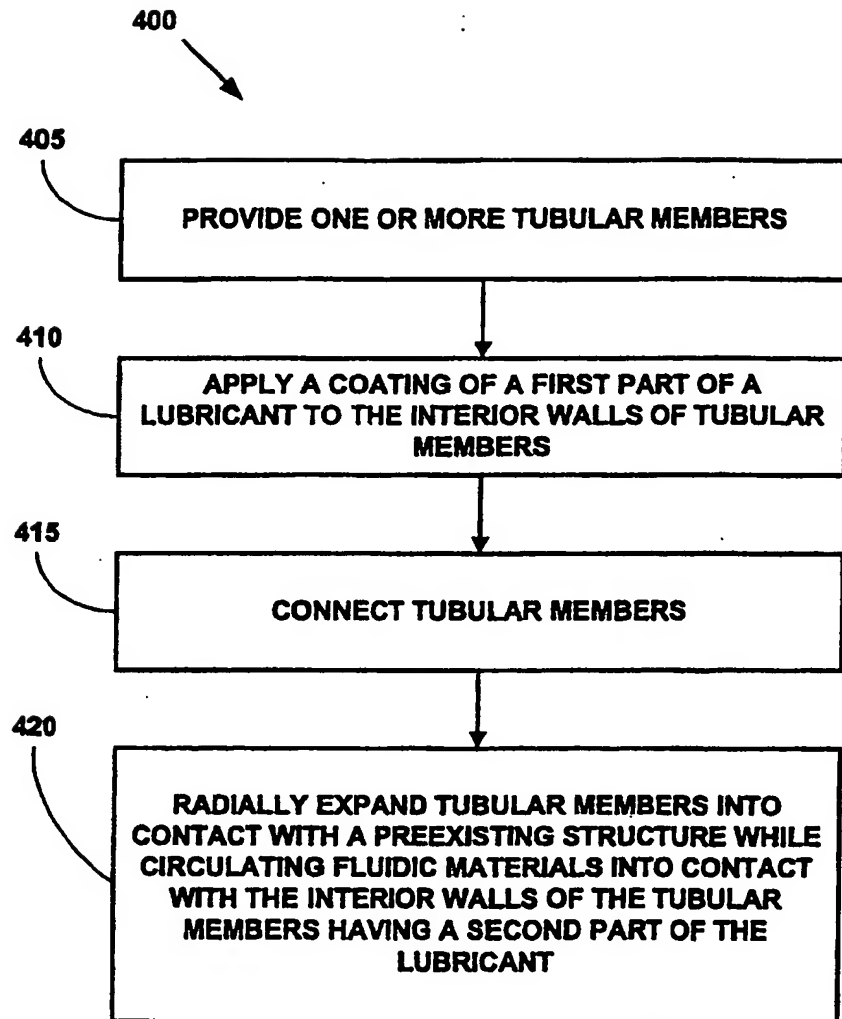 400
405
PROVIDE ONE OR MORE TUBULAR MEMBERS
410
APPLY A COATING OF A FIRST PART OF A
LUBRICANT TO THE INTERIOR WALLS OF TUBULAR
MEMBERS
415
CONNECT TUBULAR MEMBERS
420
RADIALLY EXPAND TUBULAR MEMBERS INTO
CONTACT WITH A PREEXISTING STRUCTURE WHILE
CIRCULATING FLUIDIC MATERIALS INTO CONTACT
WITH THE INTERIOR WALLS OF THE TUBULAR
MEMBERS HAVING A SECOND PART OF THE
LUBRICANT